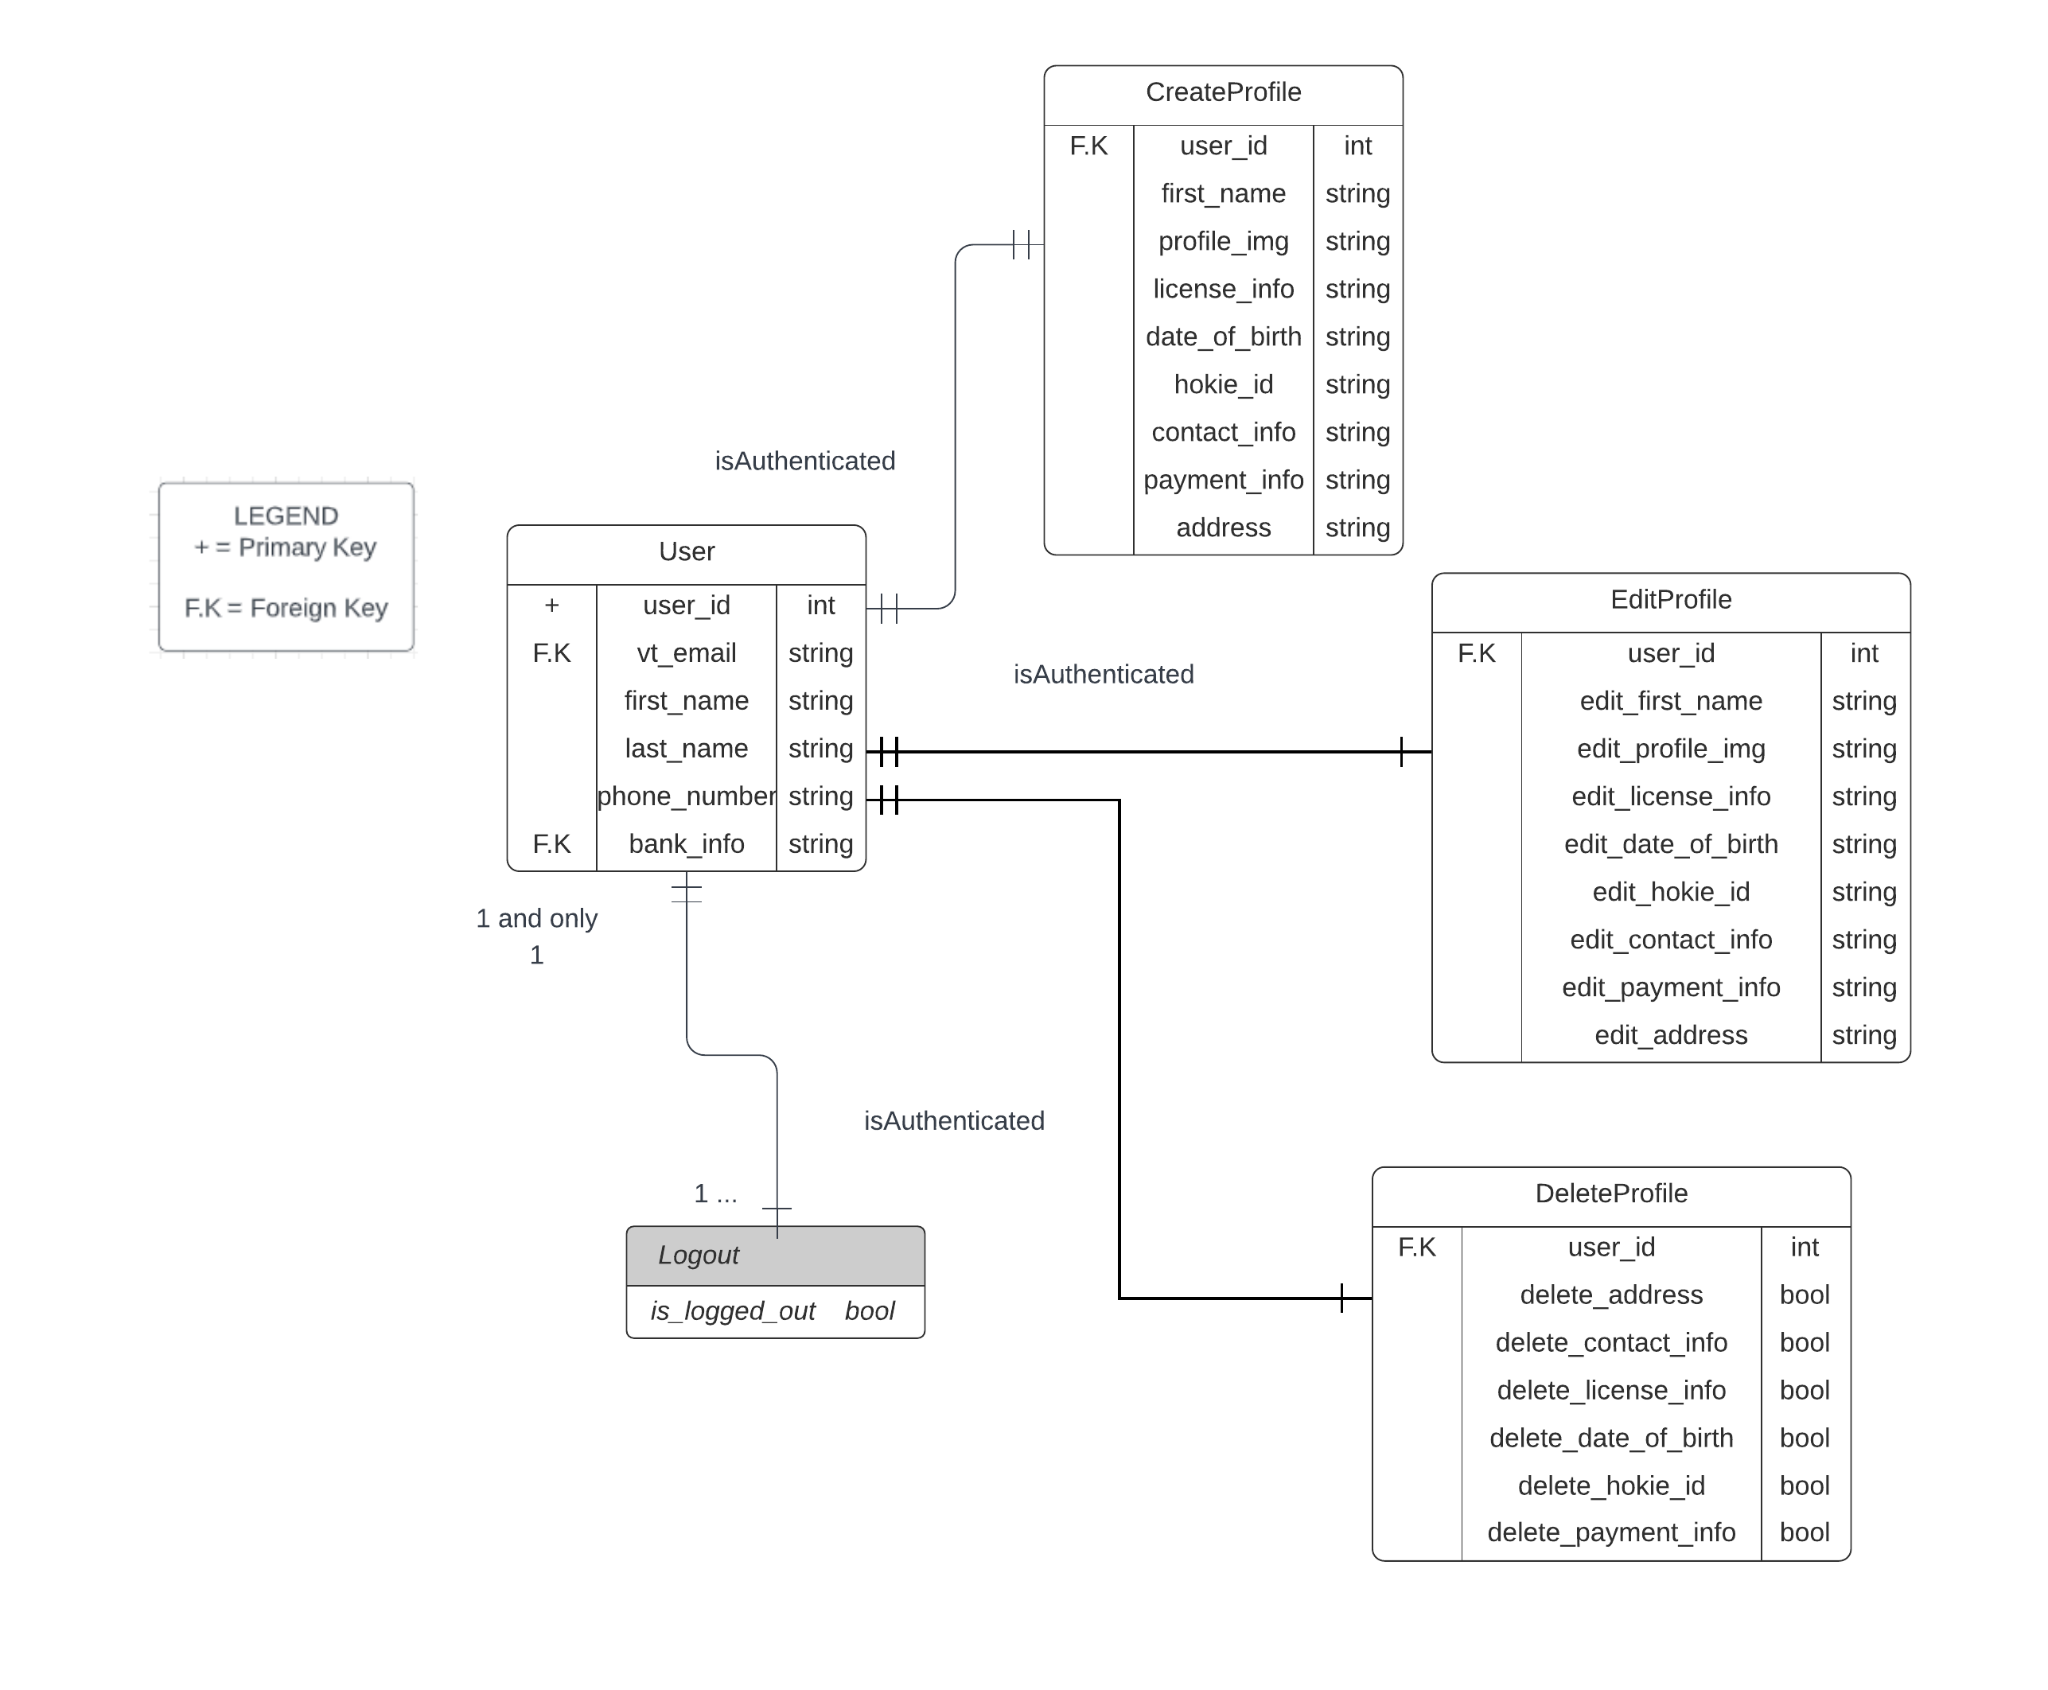 CreateProfile
F.K user_id int
first_name string
profile_img string
license_info string
date_of_birth string
hokie_id string
contact_info string
payment_info string
address string
isAuthenticated
LEGEND
+ = Primary Key
F.K = Foreign Key
User
+ user_id int
F.K vt_email string
first_name string
last_name string
phone_number string
F.K bank_info string
isAuthenticated
EditProfile
F.K user_id int
edit_first_name string
edit_profile_img string
edit_license_info string
edit_date_of_birth string
edit_hokie_id string
edit_contact_info string
edit_payment_info string
edit_address string
1 and only
1
isAuthenticated
1 ...
Logout
is_logged_out bool
DeleteProfile
F.K user_id int
delete_address bool
delete_contact_info bool
delete_license_info bool
delete_date_of_birth bool
delete_hokie_id bool
delete_payment_info bool